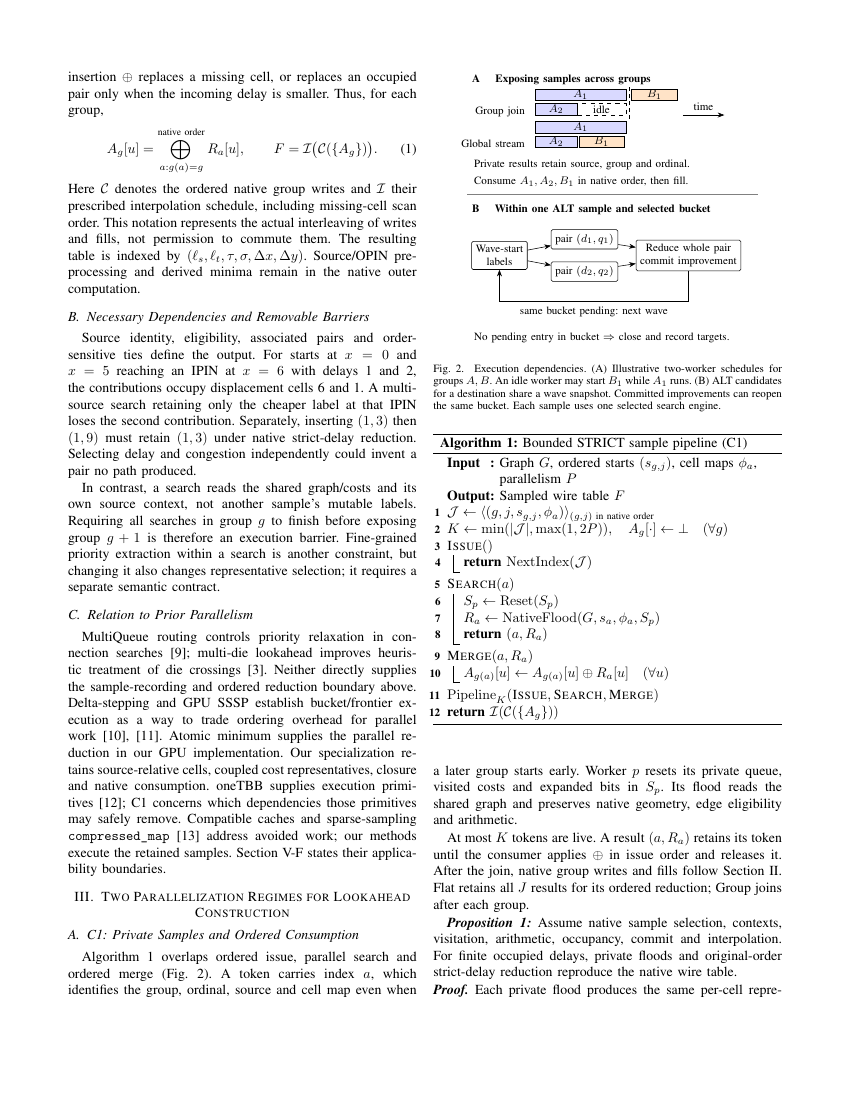 insertion ⊕ replaces a missing cell, or replaces an occupied
pair only when the incoming delay is smaller. Thus, for each
group,
native order
A_g[u] = ⨁ R_a[u],    F = I(C({A_g})).    (1)
a:g(a)=g
Here C denotes the ordered native group writes and I their
prescribed interpolation schedule, including missing-cell scan
order. This notation represents the actual interleaving of writes
and fills, not permission to commute them. The resulting
table is indexed by (ℓ_s, ℓ_t, τ, σ, Δx, Δy). Source/OPIN pre-
processing and derived minima remain in the native outer
computation.
B. Necessary Dependencies and Removable Barriers
Source identity, eligibility, associated pairs and order-
sensitive ties define the output. For starts at x = 0 and
x = 5 reaching an IPIN at x = 6 with delays 1 and 2,
the contributions occupy displacement cells 6 and 1. A multi-
source search retaining only the cheaper label at that IPIN
loses the second contribution. Separately, inserting (1, 3) then
(1, 9) must retain (1, 3) under native strict-delay reduction.
Selecting delay and congestion independently could invent a
pair no path produced.
In contrast, a search reads the shared graph/costs and its
own source context, not another sample's mutable labels.
Requiring all searches in group g to finish before exposing
group g + 1 is therefore an execution barrier. Fine-grained
priority extraction within a search is another constraint, but
changing it also changes representative selection; it requires a
separate semantic contract.
C. Relation to Prior Parallelism
MultiQueue routing controls priority relaxation in con-
nection searches [9]; multi-die lookahead improves heuris-
tic treatment of die crossings [3]. Neither directly supplies
the sample-recording and ordered reduction boundary above.
Delta-stepping and GPU SSSP establish bucket/frontier ex-
ecution as a way to trade ordering overhead for parallel
work [10], [11]. Atomic minimum supplies the parallel re-
duction in our GPU implementation. Our specialization re-
tains source-relative cells, coupled cost representatives, closure
and native consumption. oneTBB supplies execution primi-
tives [12]; C1 concerns which dependencies those primitives
may safely remove. Compatible caches and sparse-sampling
compressed_map [13] address avoided work; our methods
execute the retained samples. Section V-F states their applica-
bility boundaries.
III. TWO PARALLELIZATION REGIMES FOR LOOKAHEAD
CONSTRUCTION
A. C1: Private Samples and Ordered Consumption
Algorithm 1 overlaps ordered issue, parallel search and
ordered merge (Fig. 2). A token carries index a, which
identifies the group, ordinal, source and cell map even when
A Exposing samples across groups
A1 B1
Group join A2 idle time
A1
Global stream A2 B1
Private results retain source, group and ordinal.
Consume A1, A2, B1 in native order, then fill.
B Within one ALT sample and selected bucket
Wave-start
labels
pair (d1, q1)
pair (d2, q2)
Reduce whole pair
commit improvement
same bucket pending: next wave
No pending entry in bucket ⇒ close and record targets.
Fig. 2. Execution dependencies. (A) Illustrative two-worker schedules for
groups A, B. An idle worker may start B1 while A1 runs. (B) ALT candidates
for a destination share a wave snapshot. Committed improvements can reopen
the same bucket. Each sample uses one selected search engine.
Algorithm 1: Bounded STRICT sample pipeline (C1)
Input : Graph G, ordered starts (s_{g,j}), cell maps ϕ_a,
parallelism P
Output: Sampled wire table F
1 J ← ⟨(g, j, s_{g,j}, ϕ_a)⟩_{(g,j) in native order}
2 K ← min(|J|, max(1, 2P)), A_g[·] ← ⊥ (∀g)
3 ISSUE()
4 return NextIndex(J)
5 SEARCH(a)
6 S_p ← Reset(S_p)
7 R_a ← NativeFlood(G, s_a, ϕ_a, S_p)
8 return (a, R_a)
9 MERGE(a, R_a)
10 A_{g(a)}[u] ← A_{g(a)}[u] ⊕ R_a[u] (∀u)
11 Pipeline_K(ISSUE, SEARCH, MERGE)
12 return I(C({A_g}))
a later group starts early. Worker p resets its private queue,
visited costs and expanded bits in S_p. Its flood reads the
shared graph and preserves native geometry, edge eligibility
and arithmetic.
At most K tokens are live. A result (a, R_a) retains its token
until the consumer applies ⊕ in issue order and releases it.
After the join, native group writes and fills follow Section II.
Flat retains all J results for its ordered reduction; Group joins
after each group.
Proposition 1: Assume native sample selection, contexts,
visitation, arithmetic, occupancy, commit and interpolation.
For finite occupied delays, private floods and original-order
strict-delay reduction reproduce the native wire table.
Proof. Each private flood produces the same per-cell repre-